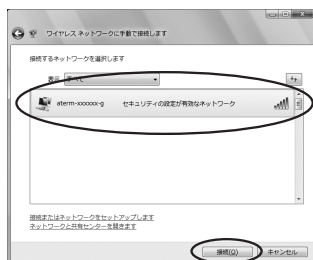 ワイヤレス ネットワークに手動で接続します
接続するネットワークを選択します
表示 すべて
aterm-xxxxxx-g セキュリティの設定が有効なネットワーク
接続またはネットワークをセットアップします
ネットワークと共有センターを開きます
接続(O) キャンセル